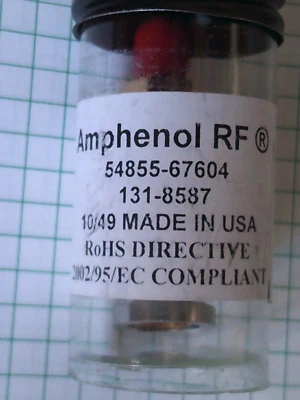 Amphenol RF ®
54855-67604
131-8587
10/49 MADE IN USA
RoHS DIRECTIVE
2002/95/EC COMPLIANT